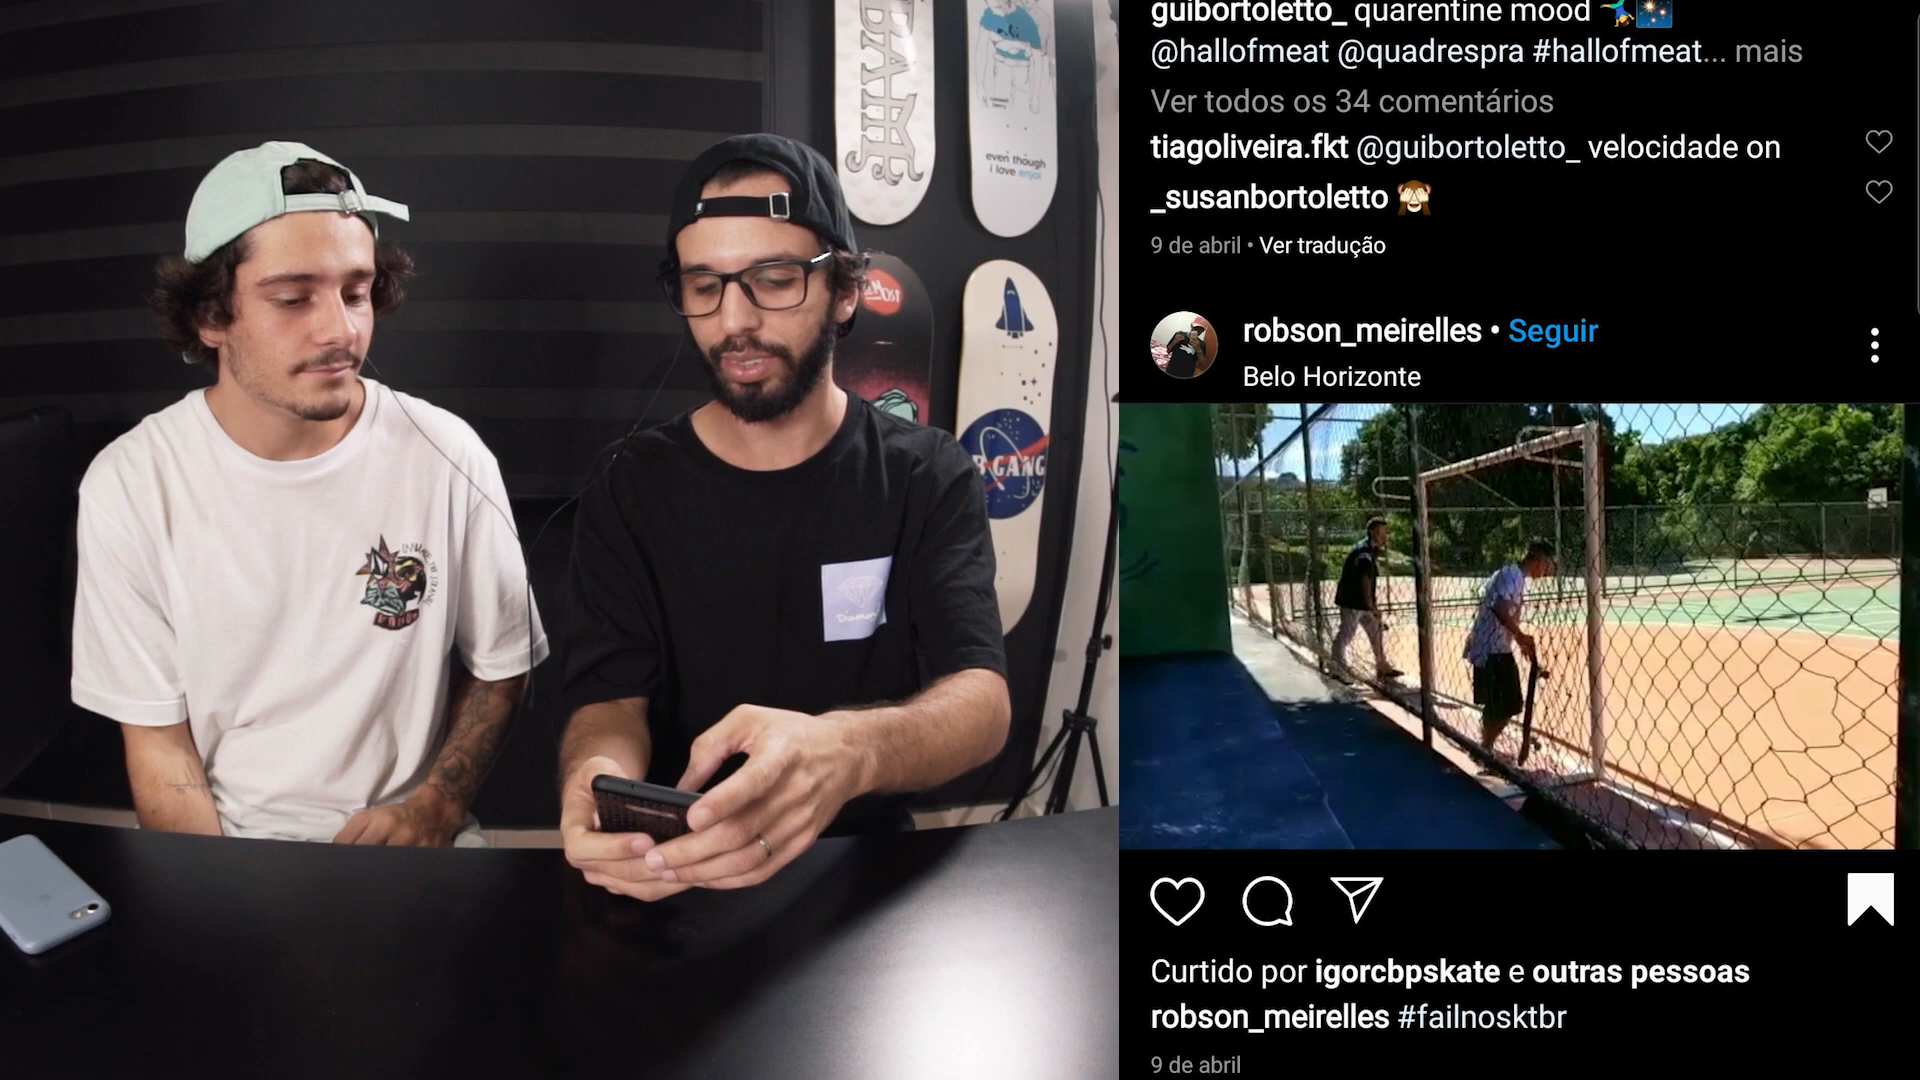 even though
i love enjoi
B GANG
Diamond
guibortoletto_ quarentine mood
@hallofmeat @quadrespra #hallofmeat... mais
Ver todos os 34 comentários
tiagoliveira.fkt @guibortoletto_ velocidade on
_susanbortoletto
9 de abril • Ver tradução
robson_meirelles • Seguir
Belo Horizonte
Curtido por igorcbpskate e outras pessoas
robson_meirelles #failnosktbr
9 de abril